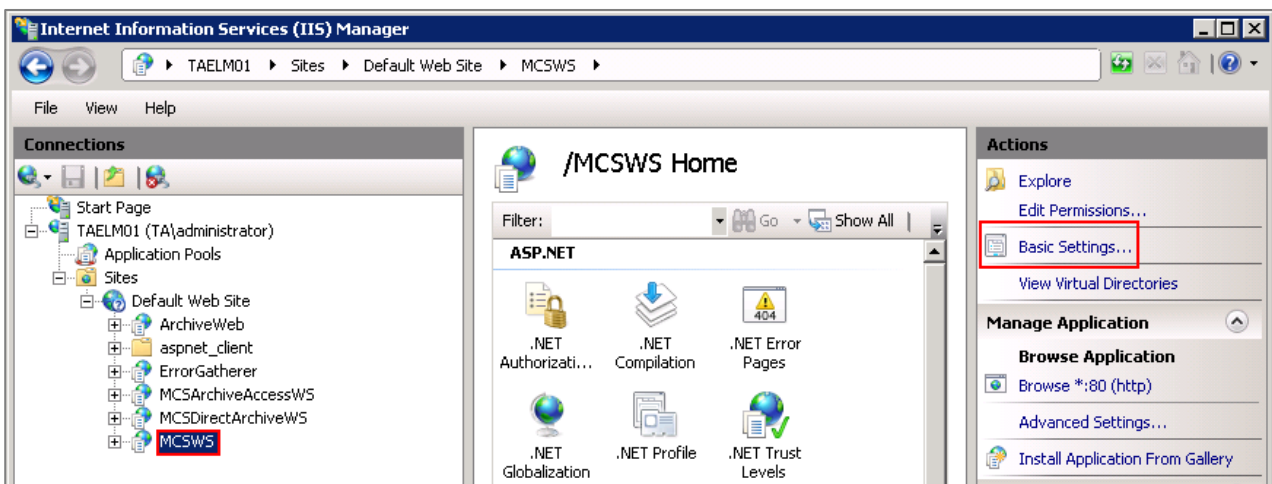 Internet Information Services (IIS) Manager
TAELM01 Sites Default Web Site MCSWS
File View Help
Connections
Start Page
TAELM01 (TA\administrator)
Application Pools
Sites
Default Web Site
ArchiveWeb
aspnet_client
ErrorGatherer
MCSArchiveAccessWS
MCSDirectArchiveWS
MCSWS
/MCSWS Home
Filter: Go Show All
ASP.NET
.NET Authorizati...
.NET Compilation
404
.NET Error Pages
.NET Globalization
.NET Profile
.NET Trust Levels
Actions
Explore
Edit Permissions...
Basic Settings...
View Virtual Directories
Manage Application
Browse Application
Browse *:80 (http)
Advanced Settings...
Install Application From Gallery